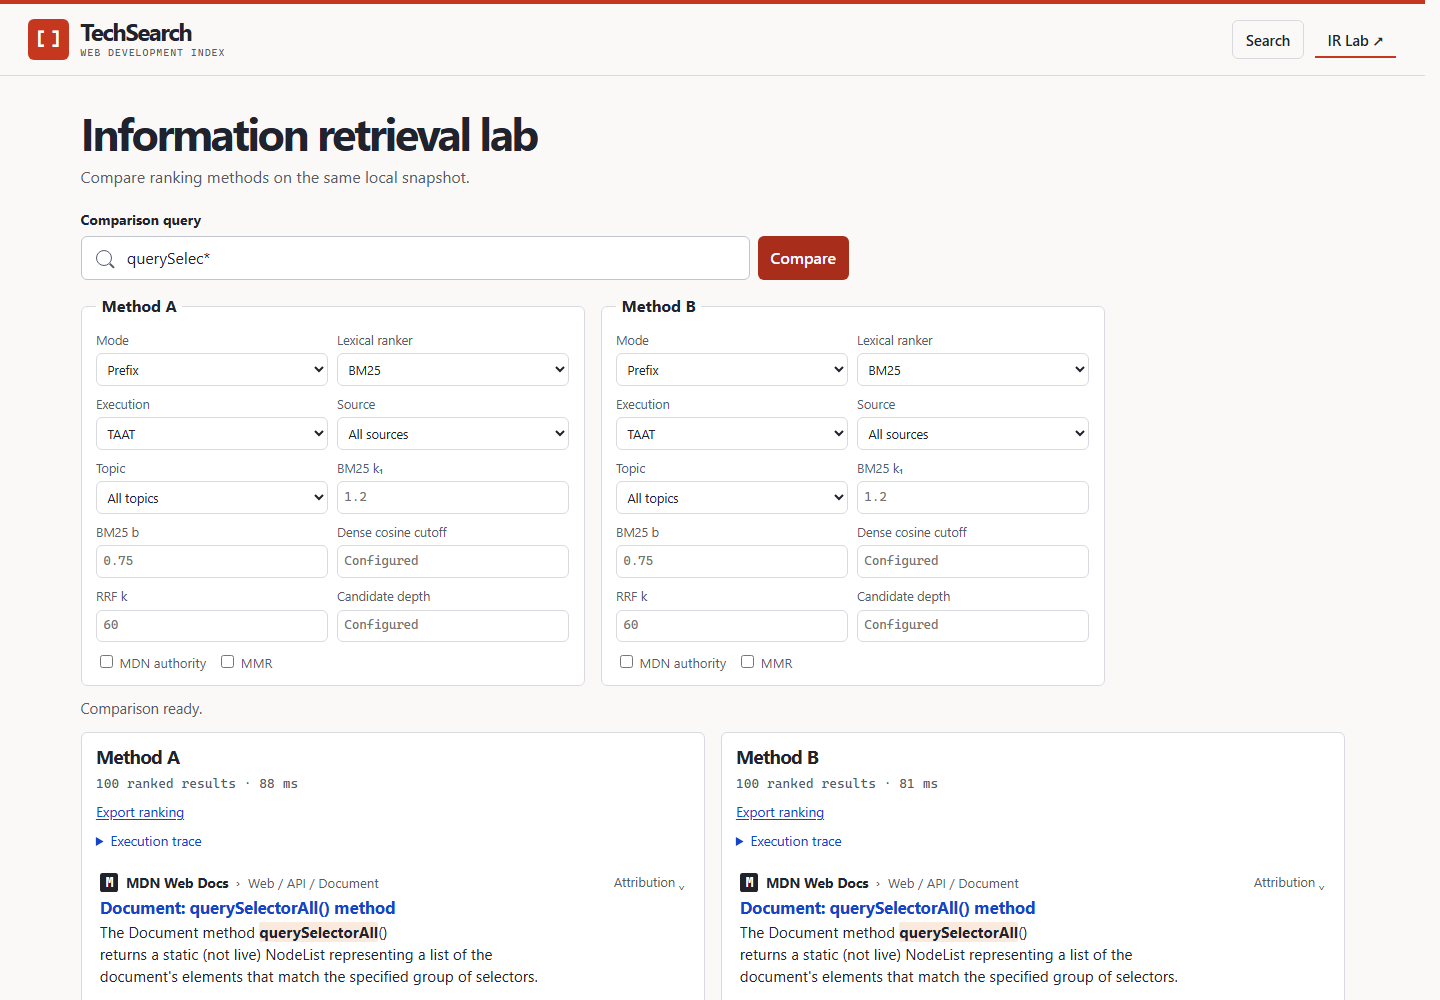 [ ] TechSearch
WEB DEVELOPMENT INDEX
Search IR Lab ↗
Information retrieval lab
Compare ranking methods on the same local snapshot.
Comparison query
querySelec*
Compare
Method A
Mode Lexical ranker
Prefix BM25
Execution Source
TAAT All sources
Topic BM25 k₁
All topics 1.2
BM25 b Dense cosine cutoff
0.75 Configured
RRF k Candidate depth
60 Configured
MDN authority MMR
Method B
Mode Lexical ranker
Prefix BM25
Execution Source
TAAT All sources
Topic BM25 k₁
All topics 1.2
BM25 b Dense cosine cutoff
0.75 Configured
RRF k Candidate depth
60 Configured
MDN authority MMR
Comparison ready.
Method A
100 ranked results · 88 ms
Export ranking
Execution trace
M MDN Web Docs › Web / API / Document Attribution
Document: querySelectorAll() method
The Document method querySelectorAll()
returns a static (not live) NodeList representing a list of the
document's elements that match the specified group of selectors.
Method B
100 ranked results · 81 ms
Export ranking
Execution trace
M MDN Web Docs › Web / API / Document Attribution
Document: querySelectorAll() method
The Document method querySelectorAll()
returns a static (not live) NodeList representing a list of the
document's elements that match the specified group of selectors.